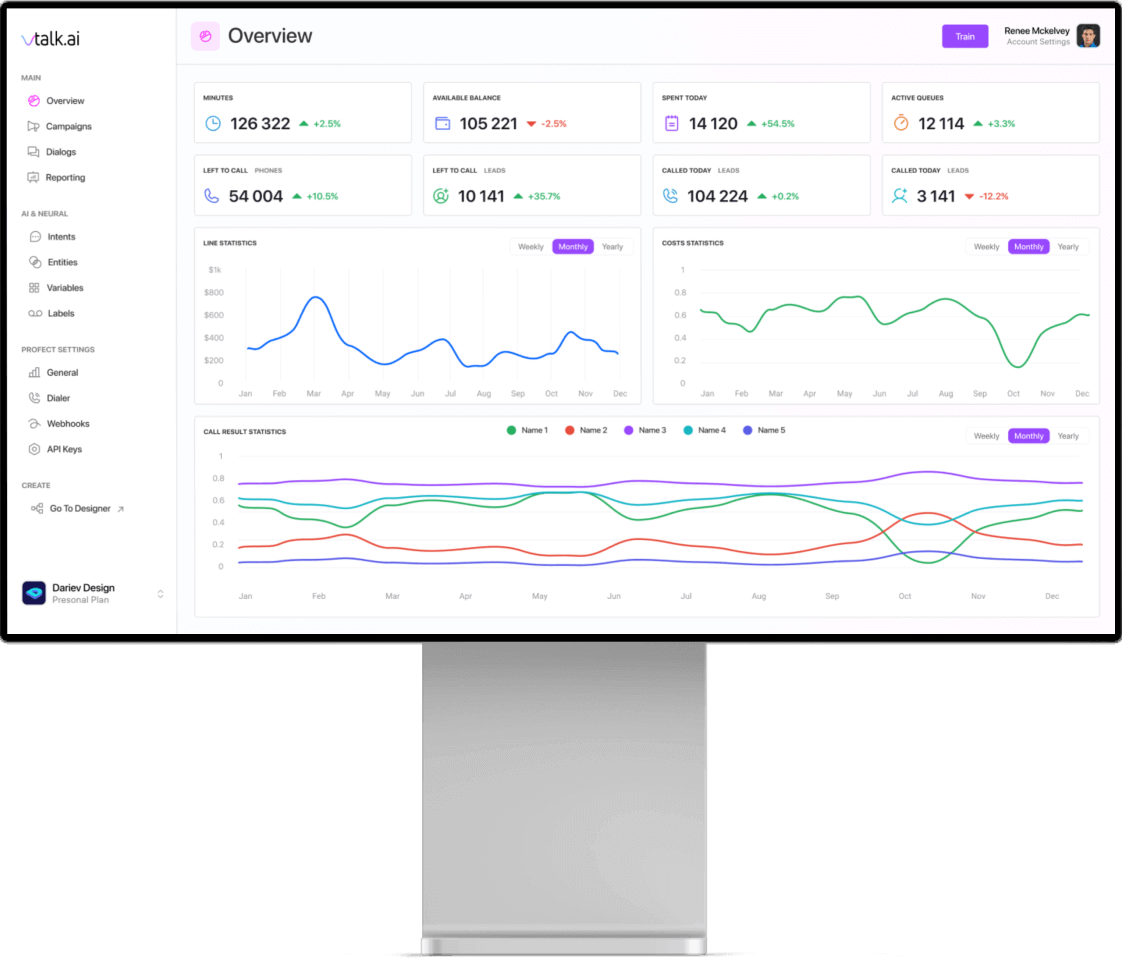 vtalk.ai
Overview
Train
Renee Mckelvey
Account Settings
MAIN
Overview
Campaigns
Dialogs
Reporting
AI & NEURAL
Intents
Entities
Variables
Labels
PROFECT SETTINGS
General
Dialer
Webhooks
API Keys
CREATE
Go To Designer
Dariev Design
Presonal Plan
MINUTES
126 322 +2.5%
AVAILABLE BALANCE
105 221 -2.5%
SPENT TODAY
14 120 +54.5%
ACTIVE QUEUES
12 114 +3.3%
LEFT TO CALL PHONES
54 004 +10.5%
LEFT TO CALL LEADS
10 141 +35.7%
CALLED TODAY LEADS
104 224 +0.2%
CALLED TODAY LEADS
3 141 -12.2%
LINE STATISTICS
Weekly Monthly Yearly
$1k
$800
$600
$400
$200
0
Jan Feb Mar Apr May Jun Jul Aug Sep Oct Nov Dec
COSTS STATISTICS
Weekly Monthly Yearly
1
0.8
0.6
0.4
0.2
0
Jan Feb Mar Apr May Jun Jul Aug Sep Oct Nov Dec
CALL RESULT STATISTICS
Name 1 Name 2 Name 3 Name 4 Name 5
Weekly Monthly Yearly
1
0.8
0.6
0.4
0.2
0
Jan Feb Mar Apr May Jun Jul Aug Sep Oct Nov Dec